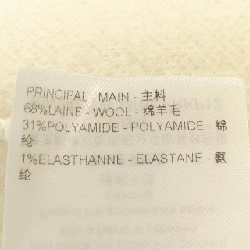 PRINCIPAL - MAIN - 主料
68%LAINE - WOOL - 绵羊毛
31%POLYAMIDE - POLYAMIDE - 锦
纶
1%ELASTHANNE - ELASTANE - 氨
纶